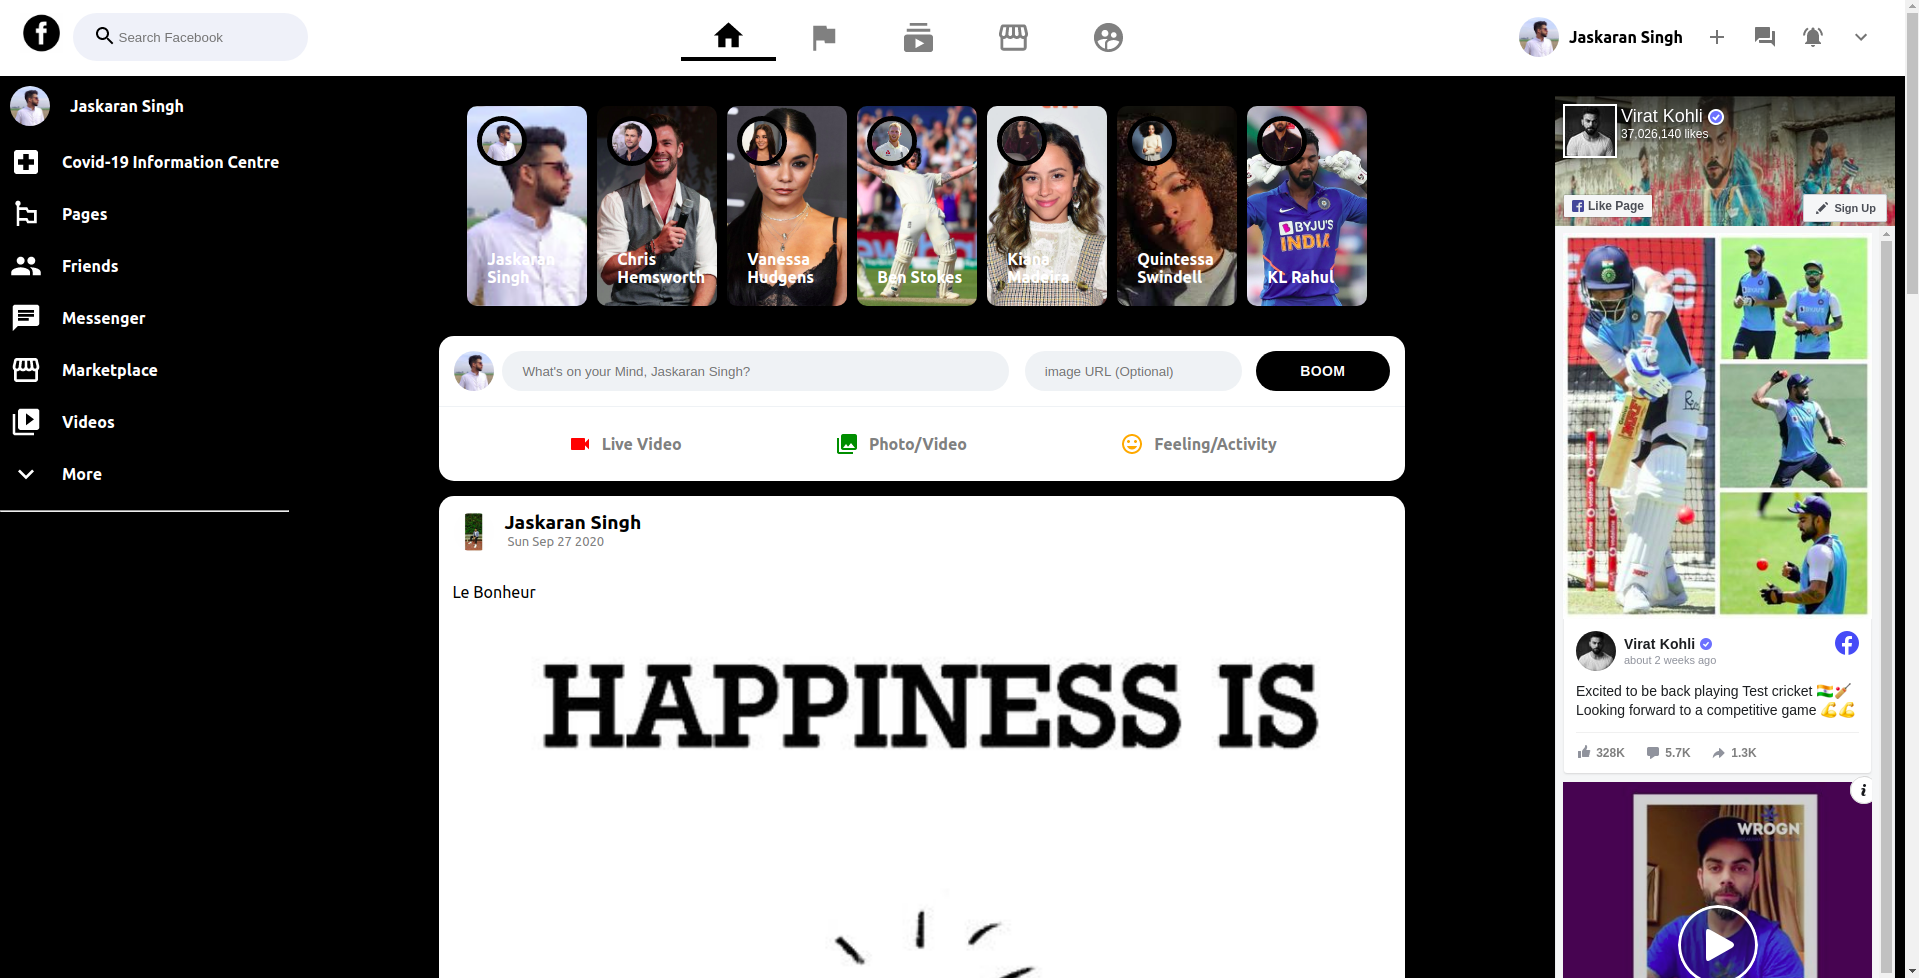 Search Facebook
Jaskaran Singh
Jaskaran Singh
Covid-19 Information Centre
Pages
Friends
Messenger
Marketplace
Videos
More
Jaskaran
Singh
Chris
Hemsworth
Vanessa
Hudgens
Ben Stokes
Kiana
Madeira
Quintessa
Swindell
BYJU'S
INDIA
KL Rahul
What's on your Mind, Jaskaran Singh?
image URL (Optional)
BOOM
Live Video
Photo/Video
Feeling/Activity
Jaskaran Singh
Sun Sep 27 2020
Le Bonheur
HAPPINESS IS
Virat Kohli
37,026,140 likes
Like Page
Sign Up
Virat Kohli
about 2 weeks ago
Excited to be back playing Test cricket 🇮🇳🏏
Looking forward to a competitive game 💪💪
328K
5.7K
1.3K
i
WROGN